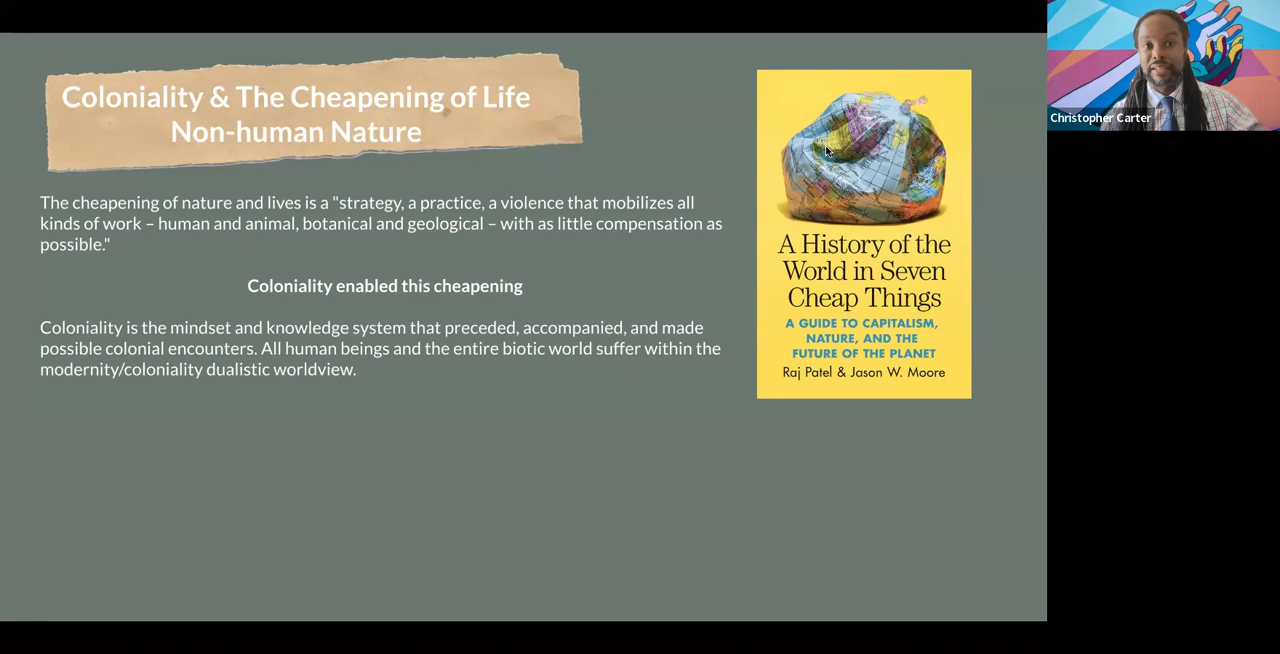 Coloniality & The Cheapening of Life
Non-human Nature
The cheapening of nature and lives is a "strategy, a practice, a violence that mobilizes all
kinds of work – human and animal, botanical and geological – with as little compensation as
possible."
Coloniality enabled this cheapening
Coloniality is the mindset and knowledge system that preceded, accompanied, and made
possible colonial encounters. All human beings and the entire biotic world suffer within the
modernity/coloniality dualistic worldview.
A History of the
World in Seven
Cheap Things
A GUIDE TO CAPITALISM,
NATURE, AND THE
FUTURE OF THE PLANET
Raj Patel & Jason W. Moore
Christopher Carter